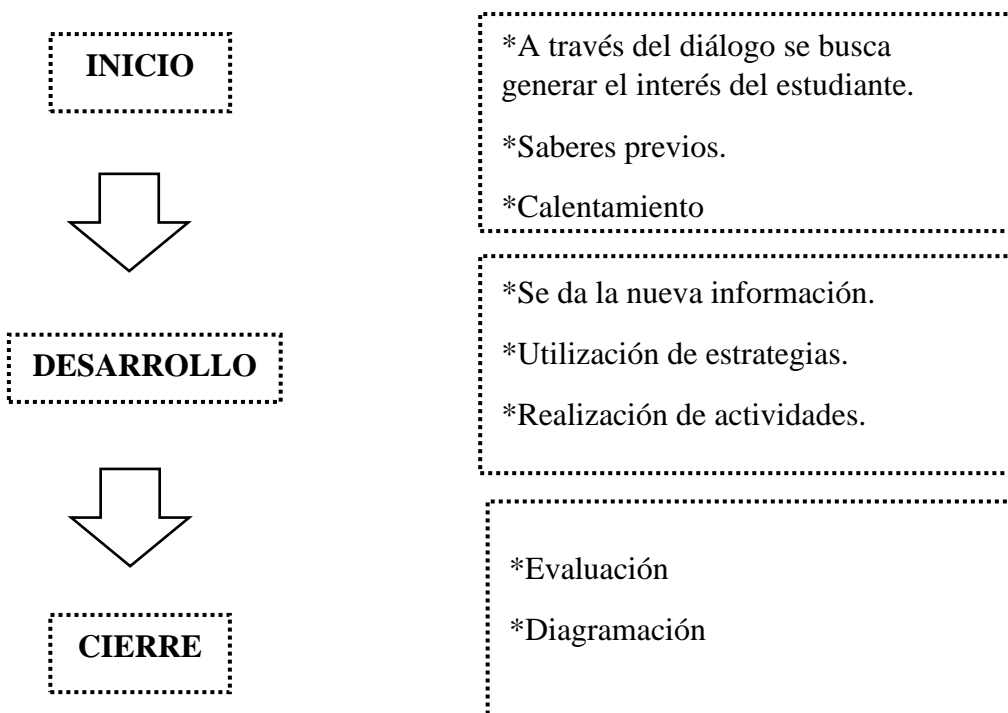 INICIO
*A través del diálogo se busca
generar el interés del estudiante.
*Saberes previos.
*Calentamiento
DESARROLLO
*Se da la nueva información.
*Utilización de estrategias.
*Realización de actividades.
CIERRE
*Evaluación
*Diagramación